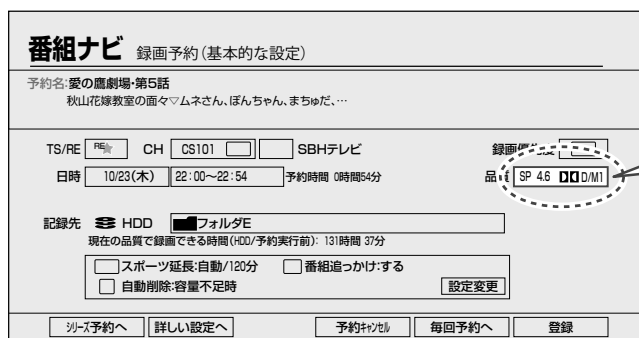 番組ナビ 録画予約(基本的な設定)
予約名:愛の鷹劇場・第5話
秋山花嫁教室の面々▽ムネさん、ぽんちゃん、まちゅだ、…
TS/RE RE CH CS101 SBHテレビ 録画優先度
日時 10/23(木) 22:00〜22:54 予約時間 0時間54分 品質 SP 4.6 D/M1
記録先 HDD フォルダE
現在の品質で録画できる時間(HDD/予約実行前): 131時間 37分
スポーツ延長:自動/120分 番組追っかけ:する
自動削除:容量不足時 設定変更
シリーズ予約へ 詳しい設定へ 予約キャンセル 毎回予約へ 登録